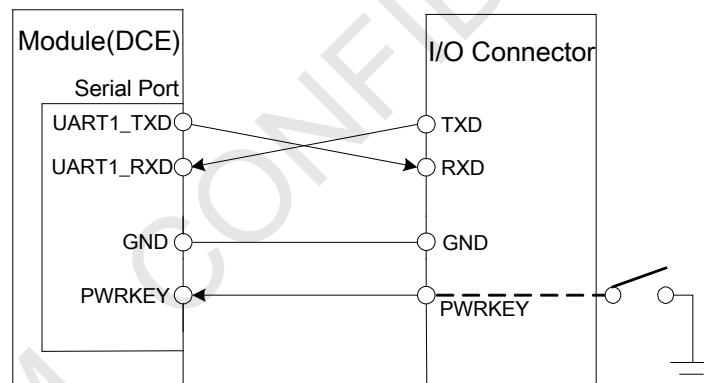 Module(DCE)
I/O Connector
Serial Port
UART1_TXD
TXD
UART1_RXD
RXD
GND
GND
PWRKEY
PWRKEY